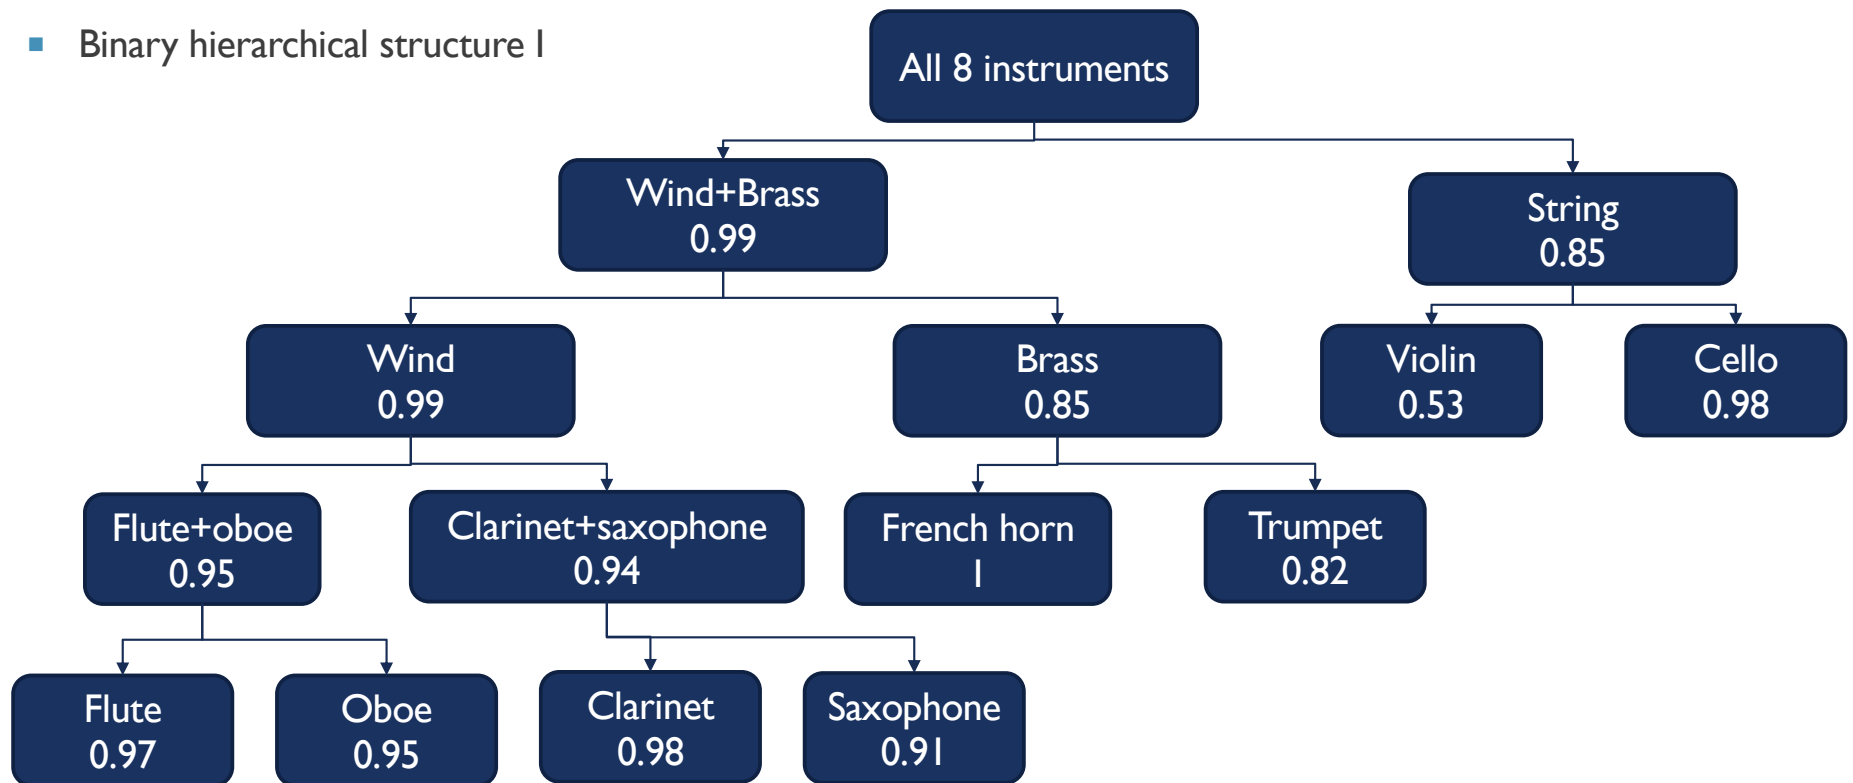 ▪ Binary hierarchical structure I
All 8 instruments
Wind+Brass
0.99
String
0.85
Wind
0.99
Brass
0.85
Violin
0.53
Cello
0.98
Flute+oboe
0.95
Clarinet+saxophone
0.94
French horn
1
Trumpet
0.82
Flute
0.97
Oboe
0.95
Clarinet
0.98
Saxophone
0.91